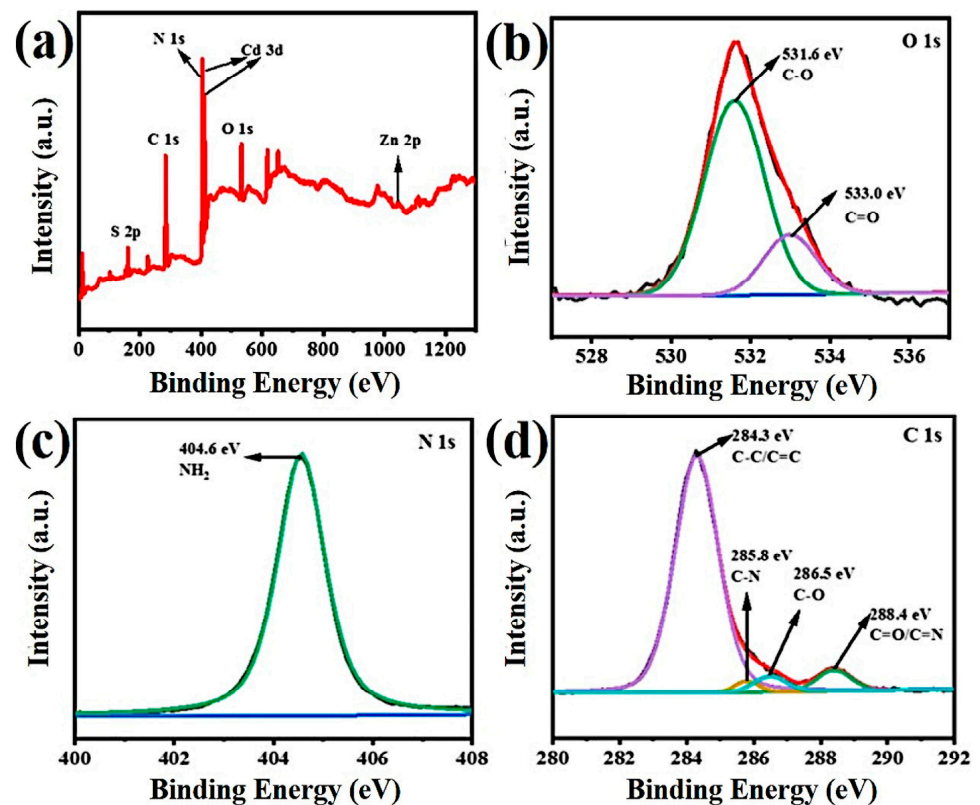 (a)
N 1s
Cd 3d
C 1s
O 1s
Zn 2p
S 2p
Intensity (a.u.)
0 200 400 600 800 1000 1200
Binding Energy (eV)
(b)
O 1s
531.6 eV
C-O
533.0 eV
C=O
Intensity (a.u.)
528 530 532 534 536
Binding Energy (eV)
(c)
N 1s
404.6 eV
NH₂
Intensity (a.u.)
400 402 404 406 408
Binding Energy (eV)
(d)
C 1s
284.3 eV
C-C/C=C
285.8 eV
C-N
286.5 eV
C-O
288.4 eV
C=O/C=N
Intensity (a.u.)
280 282 284 286 288 290 292
Binding Energy (eV)